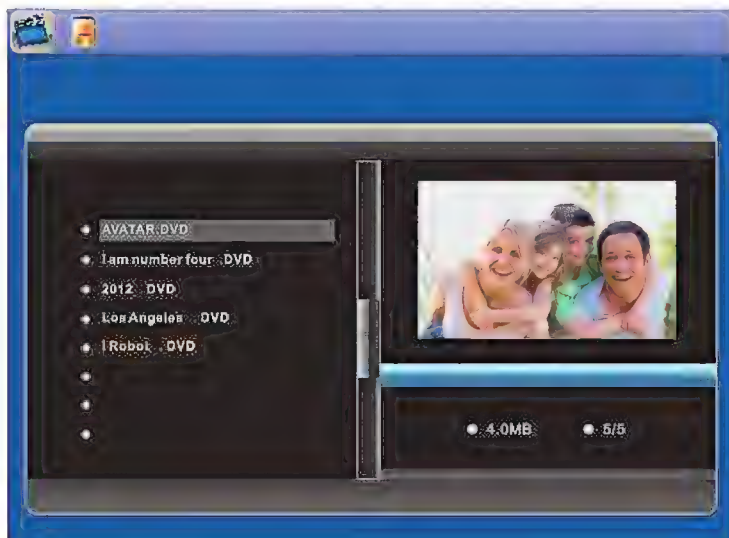 AVATAR.DVD
I am number four .DVD
2012 .DVD
Los Angeles .DVD
I Robot .DVD
4.0MB 5/5